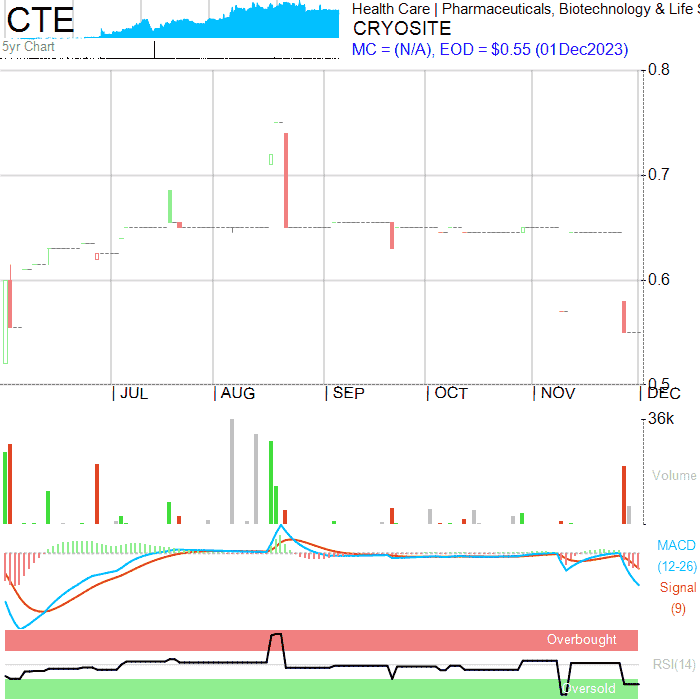 CTE
5yr Chart
Health Care | Pharmaceuticals, Biotechnology & Life S
CRYOSITE
MC = (N/A), EOD = $0.55 (01Dec2023)
0.8
0.7
0.6
0.5
JUL
AUG
SEP
OCT
NOV
DEC
36k
Volume
MACD
(12-26)
Signal
(9)
Overbought
RSI(14)
Oversold